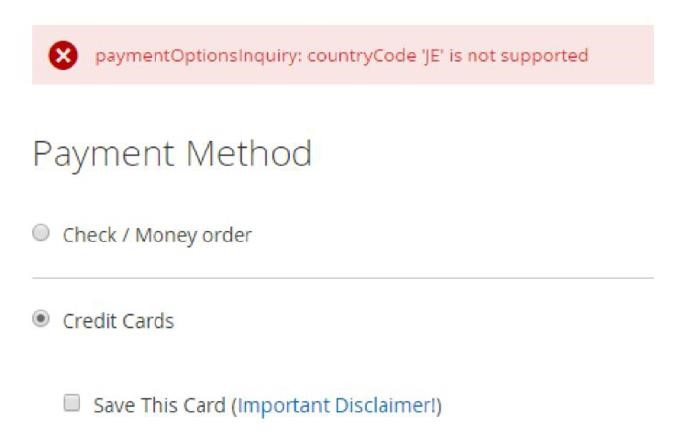 paymentOptionsInquiry: countryCode 'JE' is not supported
Payment Method
Check / Money order
Credit Cards
Save This Card (Important Disclaimer!)